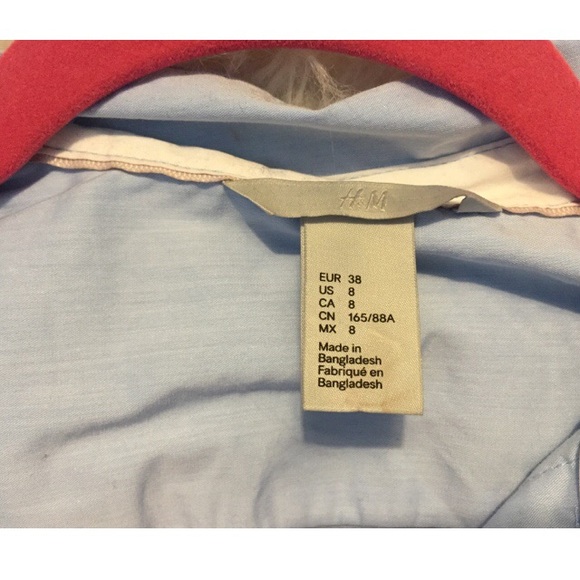 H&M
EUR 38
US 8
CA 8
CN 165/88A
MX 8
Made in
Bangladesh
Fabriqué en
Bangladesh